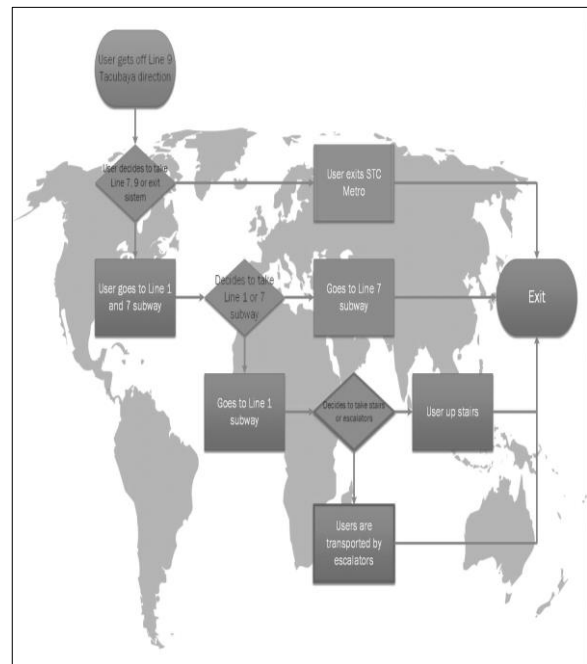 User gets off Line 9
Tacubaya direction
User decides to take
Line 7, 9 or exit
sistem
User exits STC
Metro
User goes to Line 1
and 7 subway
Decides to take
Line 1 or 7
subway
Goes to Line 7
subway
Exit
Goes to Line 1
subway
Decides to take stairs
or escalators
User up stairs
Users are
transported by
escalators